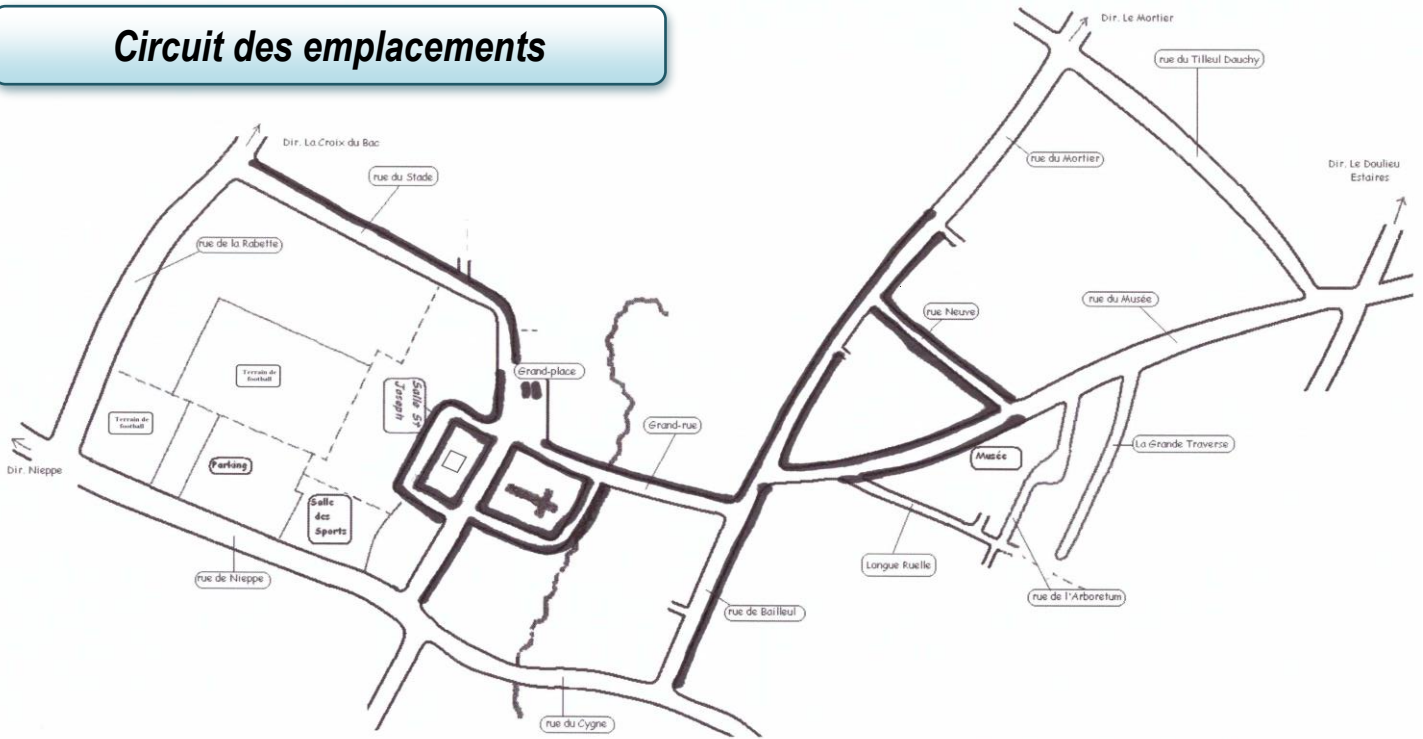 Circuit des emplacements
Dir. Le Mortier
rue du Tilleul Dauchy
Dir. La Croix du Bac
rue du Mortier
Dir. Le Doulieu
Estaires
rue du Stade
rue de la Rabette
rue du Musée
rue Neuve
Grand-place
Terrain de
football
Salle St
Joseph
Terrain de
football
Grand-rue
La Grande Traverse
Musée
Dir. Nieppe
Parking
Salle
des
Sports
Longue Ruelle
rue de Nieppe
rue de l'Arboretum
rue de Bailleul
rue du Cygne